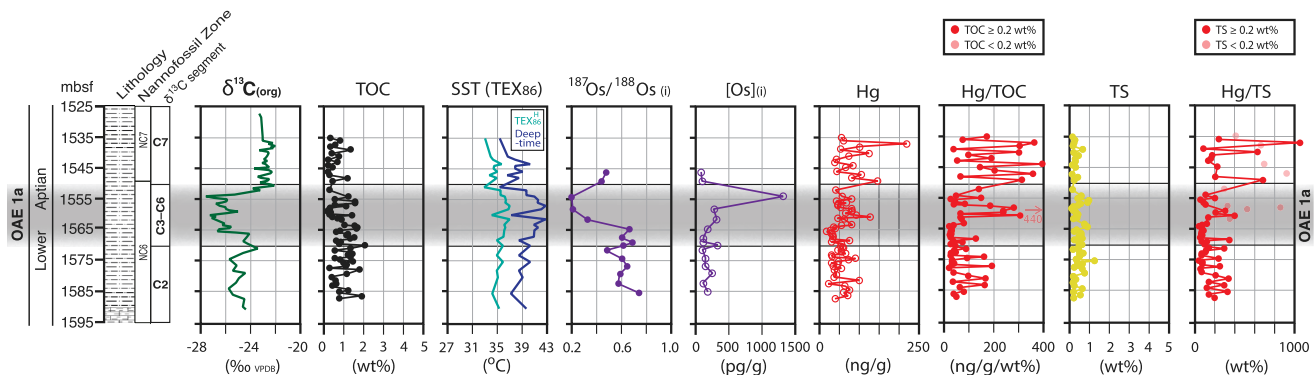 TOC ≥ 0.2 wt%
TOC < 0.2 wt%
TS ≥ 0.2 wt%
TS < 0.2 wt%
mbsf
Lithology
Nannofossil Zone
δ13C segment
δ13C(org)
TOC
SST (TEX86)
187Os/188Os (i)
[Os](i)
Hg
Hg/TOC
TS
Hg/TS
TEX86H
Deep
-time
1525
1535
1545
1555
1565
1575
1585
1595
OAE 1a
Lower Aptian
NC7
NC6
C7
C3–C6
C2
440
OAE 1a
-28 -24 -20
0 1 2 3 4 5
27 35 43
0.2 0.6 1.0
0 500 1000 1500
0 250
0 200 400
0 1 2 3 4 5
0 1000
(‰ VPDB)
(wt%)
(°C)
(pg/g)
(ng/g)
(ng/g/wt%)
(wt%)
(wt%)